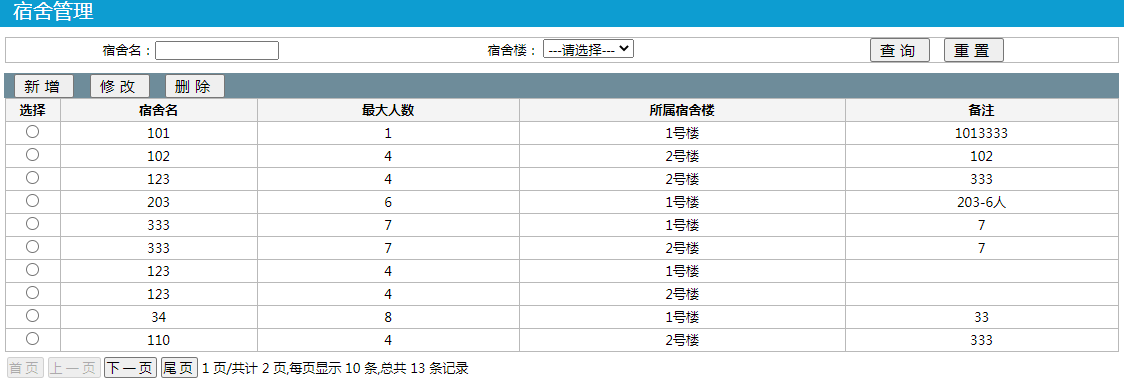 宿舍管理
宿舍名： 宿舍楼： ---请选择--- 查 询 重 置
新 增 修 改 删 除
选择 宿舍名 最大人数 所属宿舍楼 备注
101 1 1号楼 1013333
102 4 2号楼 102
123 4 2号楼 333
203 6 1号楼 203-6人
333 7 1号楼 7
333 7 2号楼 7
123 4 1号楼
123 4 2号楼
34 8 1号楼 33
110 4 2号楼 333
首 页 上 一 页 下 一 页 尾 页 1 页/共计 2 页,每页显示 10 条,总共 13 条记录